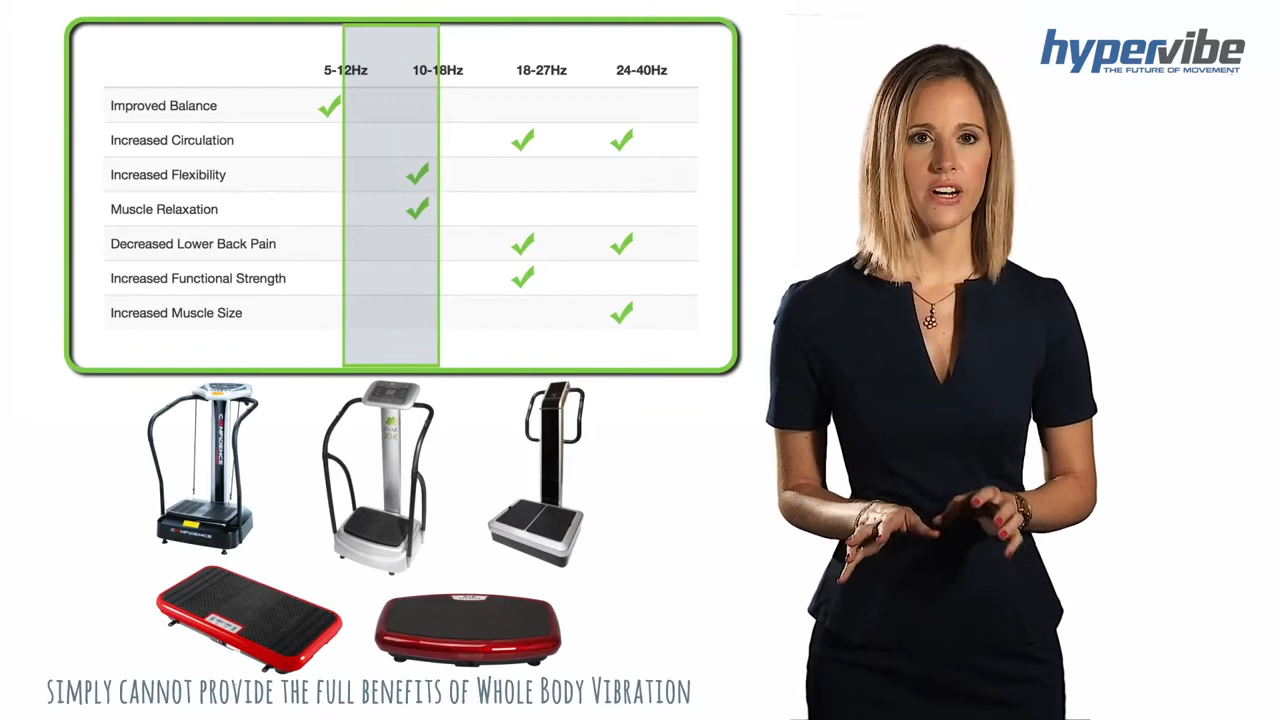 hypervibe
THE FUTURE OF MOVEMENT
5-12Hz 10-18Hz 18-27Hz 24-40Hz
Improved Balance
Increased Circulation
Increased Flexibility
Muscle Relaxation
Decreased Lower Back Pain
Increased Functional Strength
Increased Muscle Size
CONFIDENCE
CONFIDENCE
SIMPLY CANNOT PROVIDE THE FULL BENEFITS OF WHOLE BODY VIBRATION